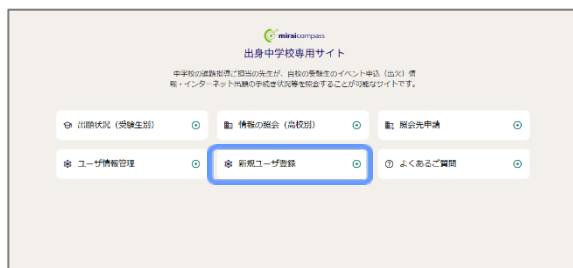 miraicompass
出身中学校専用サイト
中学校の進路指導ご担当の先生が、自校の受験生のイベント申込（出欠）情
報・インターネット出願の手続き状況等を照会することが可能なサイトです。
出願状況（受験生別）
情報の照会（高校別）
照会先申請
ユーザ情報管理
新規ユーザ登録
よくあるご質問